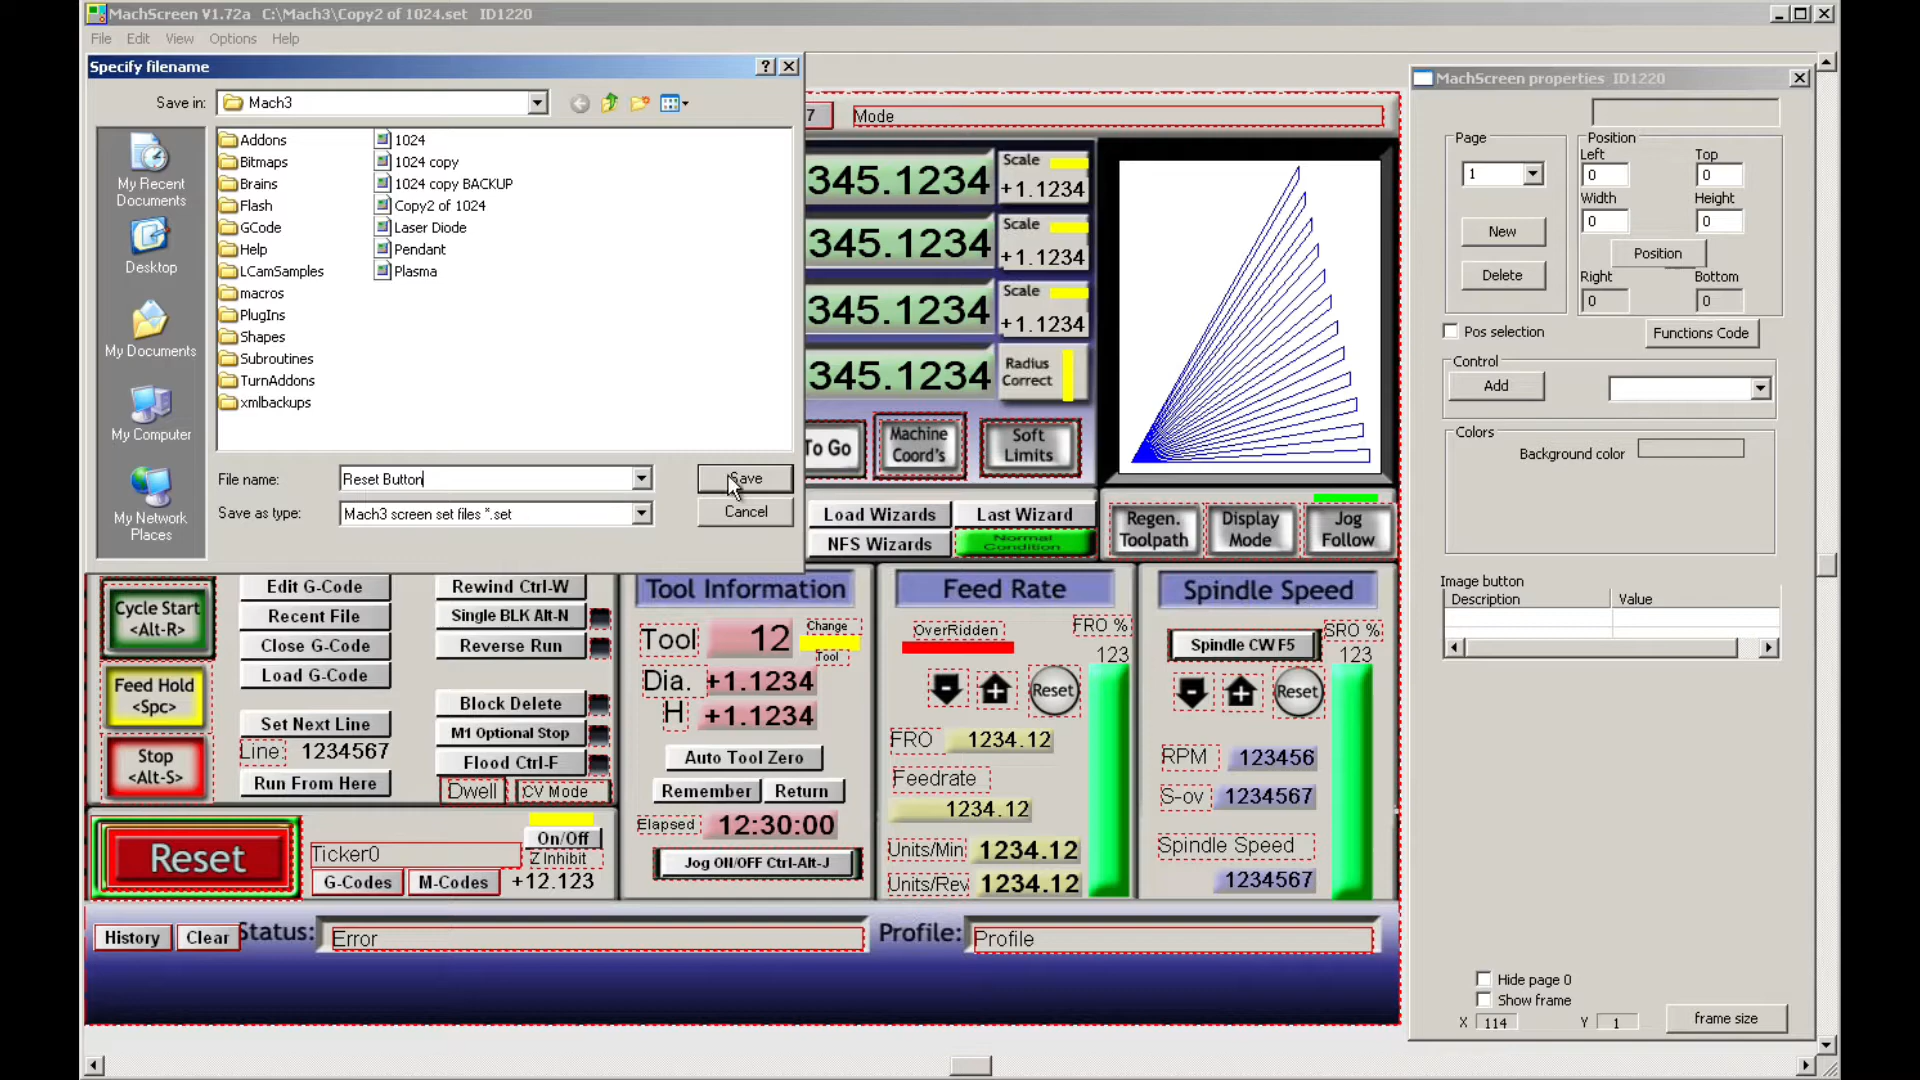 MachScreen V1.72a   C:\Mach3\Copy2 of 1024.set   ID1220
File   Edit   View   Options   Help
Specify filename
Save in: Mach3
Addons
Bitmaps
Brains
Flash
GCode
Help
LCamSamples
macros
PlugIns
Shapes
Subroutines
TurnAddons
xmlbackups
1024
1024 copy
1024 copy BACKUP
Copy2 of 1024
Laser Diode
Pendant
Plasma
My Recent
Documents
Desktop
My Documents
My Computer
My Network
Places
File name: Reset Button
Save
Save as type: Mach3 screen set files *.set
Cancel
7
Mode
345.1234
Scale
+1.1234
345.1234
Scale
+1.1234
345.1234
Scale
+1.1234
345.1234
Radius
Correct
To Go
Machine
Coord's
Soft
Limits
Load Wizards
Last Wizard
NFS Wizards
Normal
Condition
Regen.
Toolpath
Display
Mode
Jog
Follow
Cycle Start
<Alt-R>
Feed Hold
<Spc>
Stop
<Alt-S>
Edit G-Code
Recent File
Close G-Code
Load G-Code
Set Next Line
Line: 1234567
Run From Here
Rewind Ctrl-W
Single BLK Alt-N
Reverse Run
Block Delete
M1 Optional Stop
Flood Ctrl-F
Dwell
CV Mode
Reset
Ticker0
G-Codes
M-Codes
On/Off
Z Inhibit
+12.123
Tool Information
Tool 12
Change
Tool
Dia. +1.1234
H +1.1234
Auto Tool Zero
Remember
Return
Elapsed 12:30:00
Jog ON/OFF Ctrl-Alt-J
Feed Rate
OverRidden
FRO %
123
Reset
FRO 1234.12
Feedrate
1234.12
Units/Min 1234.12
Units/Rev 1234.12
Spindle Speed
Spindle CW F5
SRO %
123
Reset
RPM 123456
S-ov 1234567
Spindle Speed
1234567
History
Clear
Status: Error
Profile: Profile
MachScreen properties   ID1220
Page
1
New
Delete
Position
Left
Top
0
0
Width
Height
0
0
Position
Right
Bottom
0
0
Pos selection
Functions Code
Control
Add
Colors
Background color
Image button
Description
Value
Hide page 0
Show frame
X 114
Y 1
frame size